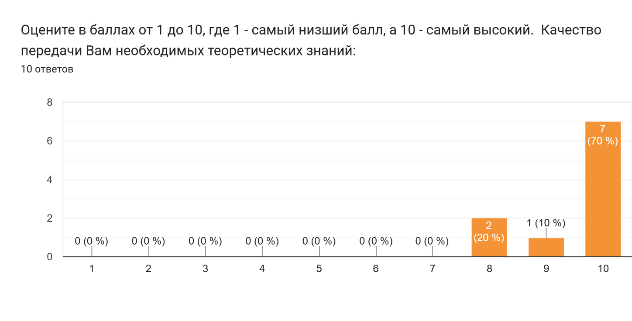 Оцените в баллах от 1 до 10, где 1 - самый низший балл, а 10 - самый высокий.  Качество
передачи Вам необходимых теоретических знаний:
10 ответов
8
6
4
2
0
0 (0 %) 0 (0 %) 0 (0 %) 0 (0 %) 0 (0 %) 0 (0 %) 0 (0 %)
2
(20 %)
1 (10 %)
7
(70 %)
1 2 3 4 5 6 7 8 9 10